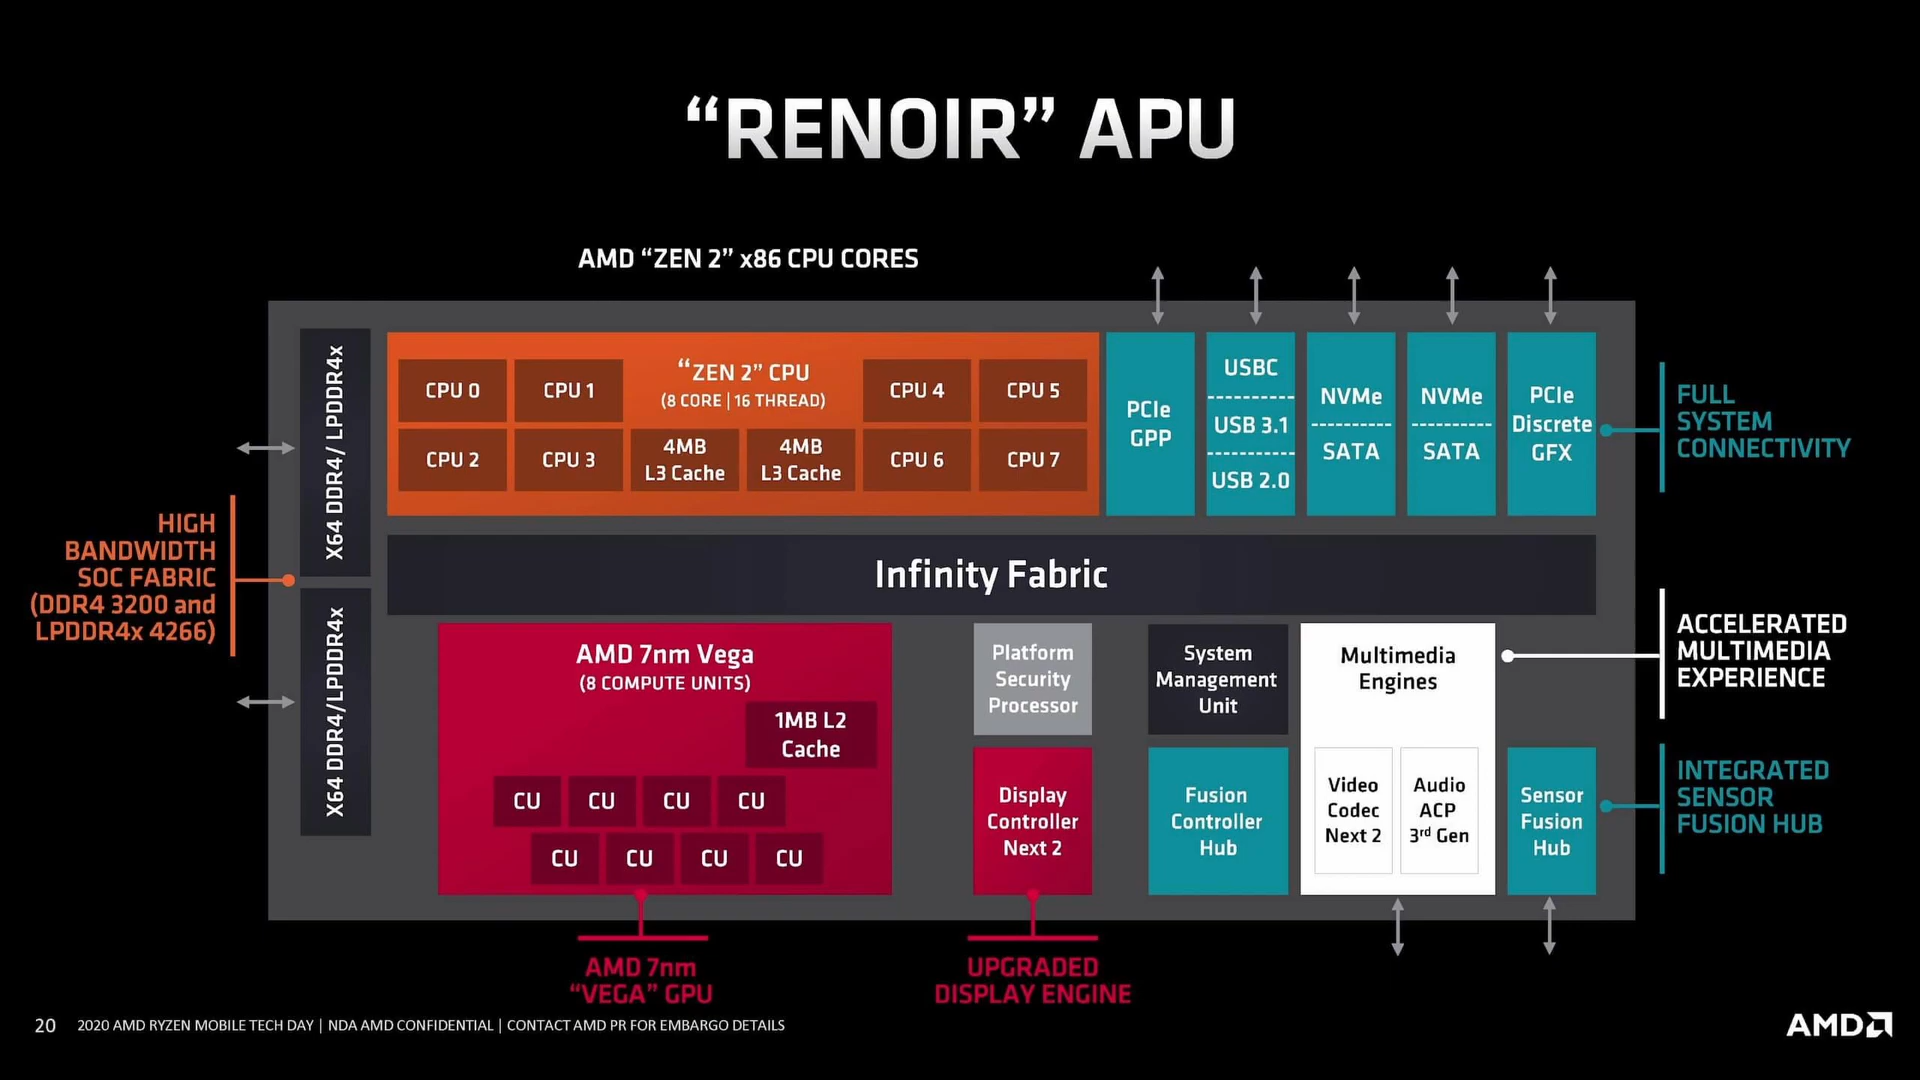 “RENOIR” APU
AMD “ZEN 2” x86 CPU CORES
X64 DDR4/ LPDDR4x
X64 DDR4/LPDDR4x
HIGH
BANDWIDTH
SOC FABRIC
(DDR4 3200 and
LPDDR4x 4266)
“ZEN 2” CPU
(8 CORE | 16 THREAD)
CPU 0
CPU 1
CPU 2
CPU 3
4MB
L3 Cache
4MB
L3 Cache
CPU 4
CPU 5
CPU 6
CPU 7
PCIe
GPP
USBC
USB 3.1
USB 2.0
NVMe
SATA
NVMe
SATA
PCIe
Discrete
GFX
FULL
SYSTEM
CONNECTIVITY
Infinity Fabric
AMD 7nm Vega
(8 COMPUTE UNITS)
1MB L2
Cache
CU
CU
CU
CU
CU
CU
CU
CU
AMD 7nm
“VEGA” GPU
Platform
Security
Processor
Display
Controller
Next 2
UPGRADED
DISPLAY ENGINE
System
Management
Unit
Fusion
Controller
Hub
Multimedia
Engines
Video
Codec
Next 2
Audio
ACP
3rd Gen
Sensor
Fusion
Hub
ACCELERATED
MULTIMEDIA
EXPERIENCE
INTEGRATED
SENSOR
FUSION HUB
20 2020 AMD RYZEN MOBILE TECH DAY | NDA AMD CONFIDENTIAL | CONTACT AMD PR FOR EMBARGO DETAILS
AMD